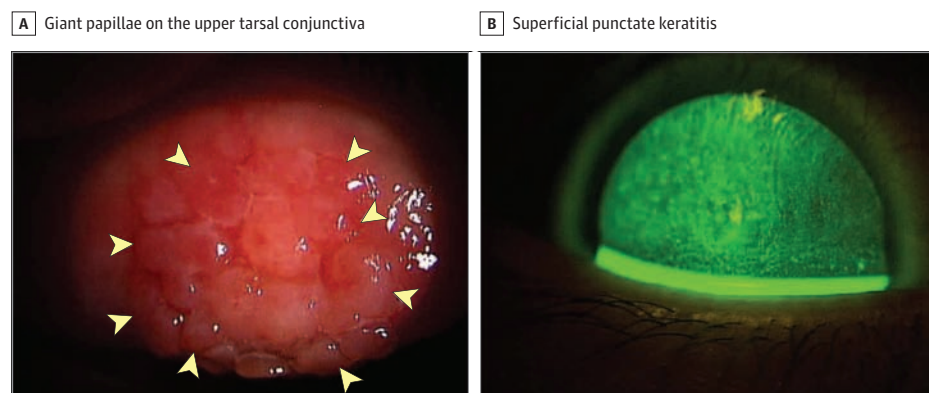 A Giant papillae on the upper tarsal conjunctiva
B Superficial punctate keratitis